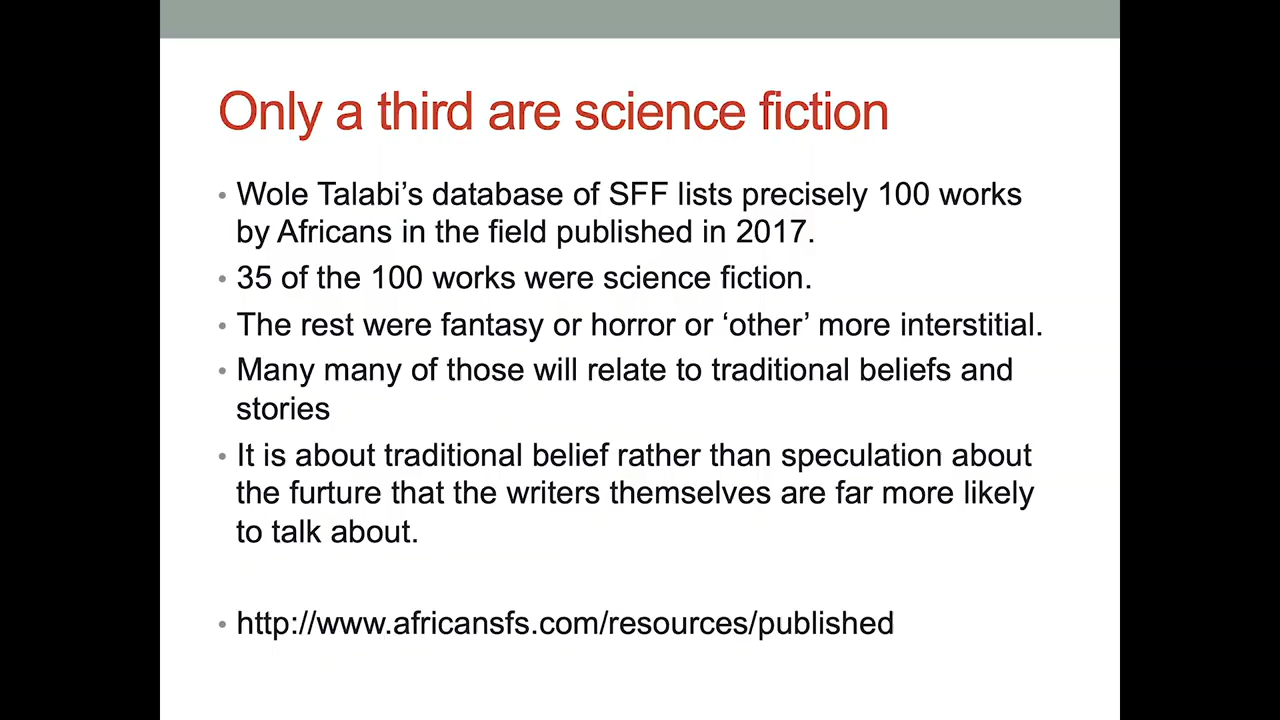 Only a third are science fiction
• Wole Talabi’s database of SFF lists precisely 100 works
by Africans in the field published in 2017.
• 35 of the 100 works were science fiction.
• The rest were fantasy or horror or ‘other’ more interstitial.
• Many many of those will relate to traditional beliefs and
stories
• It is about traditional belief rather than speculation about
the furture that the writers themselves are far more likely
to talk about.
• http://www.africansfs.com/resources/published